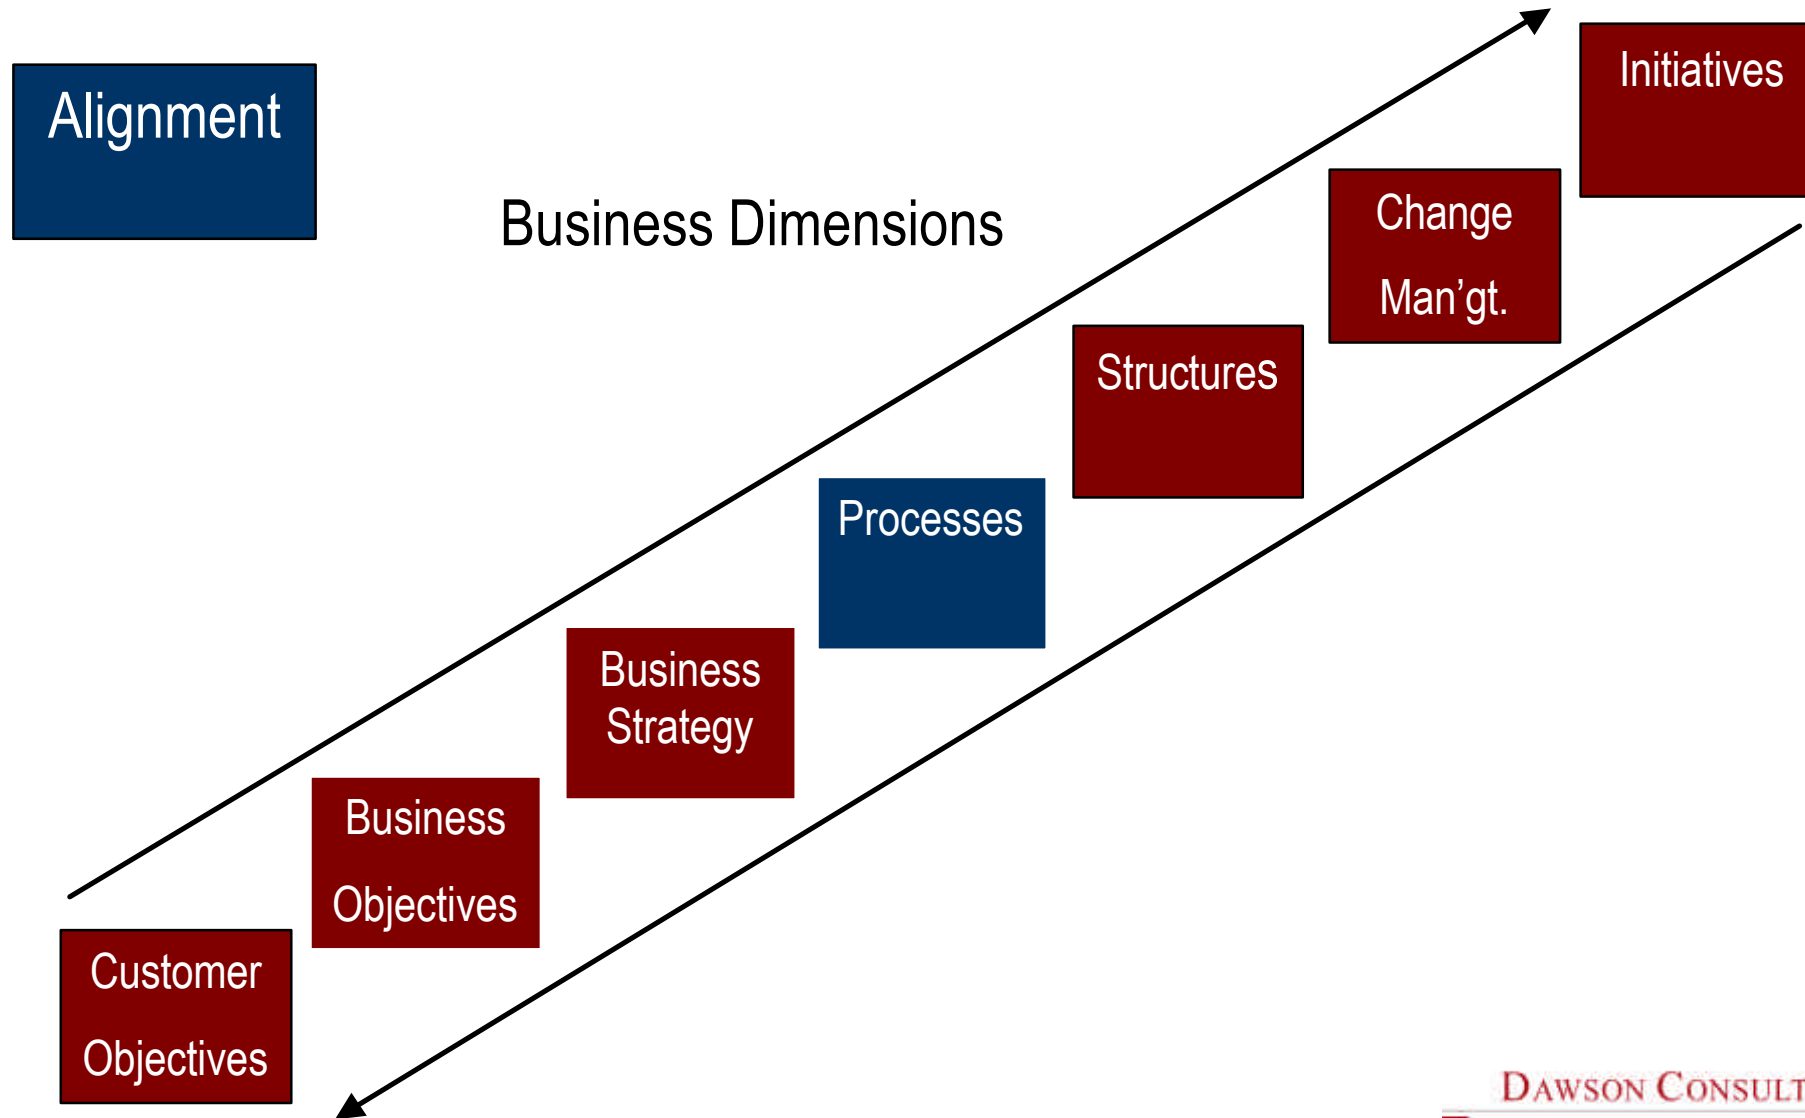 Alignment
Business Dimensions
Initiatives
Change
Man’gt.
Structures
Processes
Business
Strategy
Business
Objectives
Customer
Objectives
DAWSON CONSULT